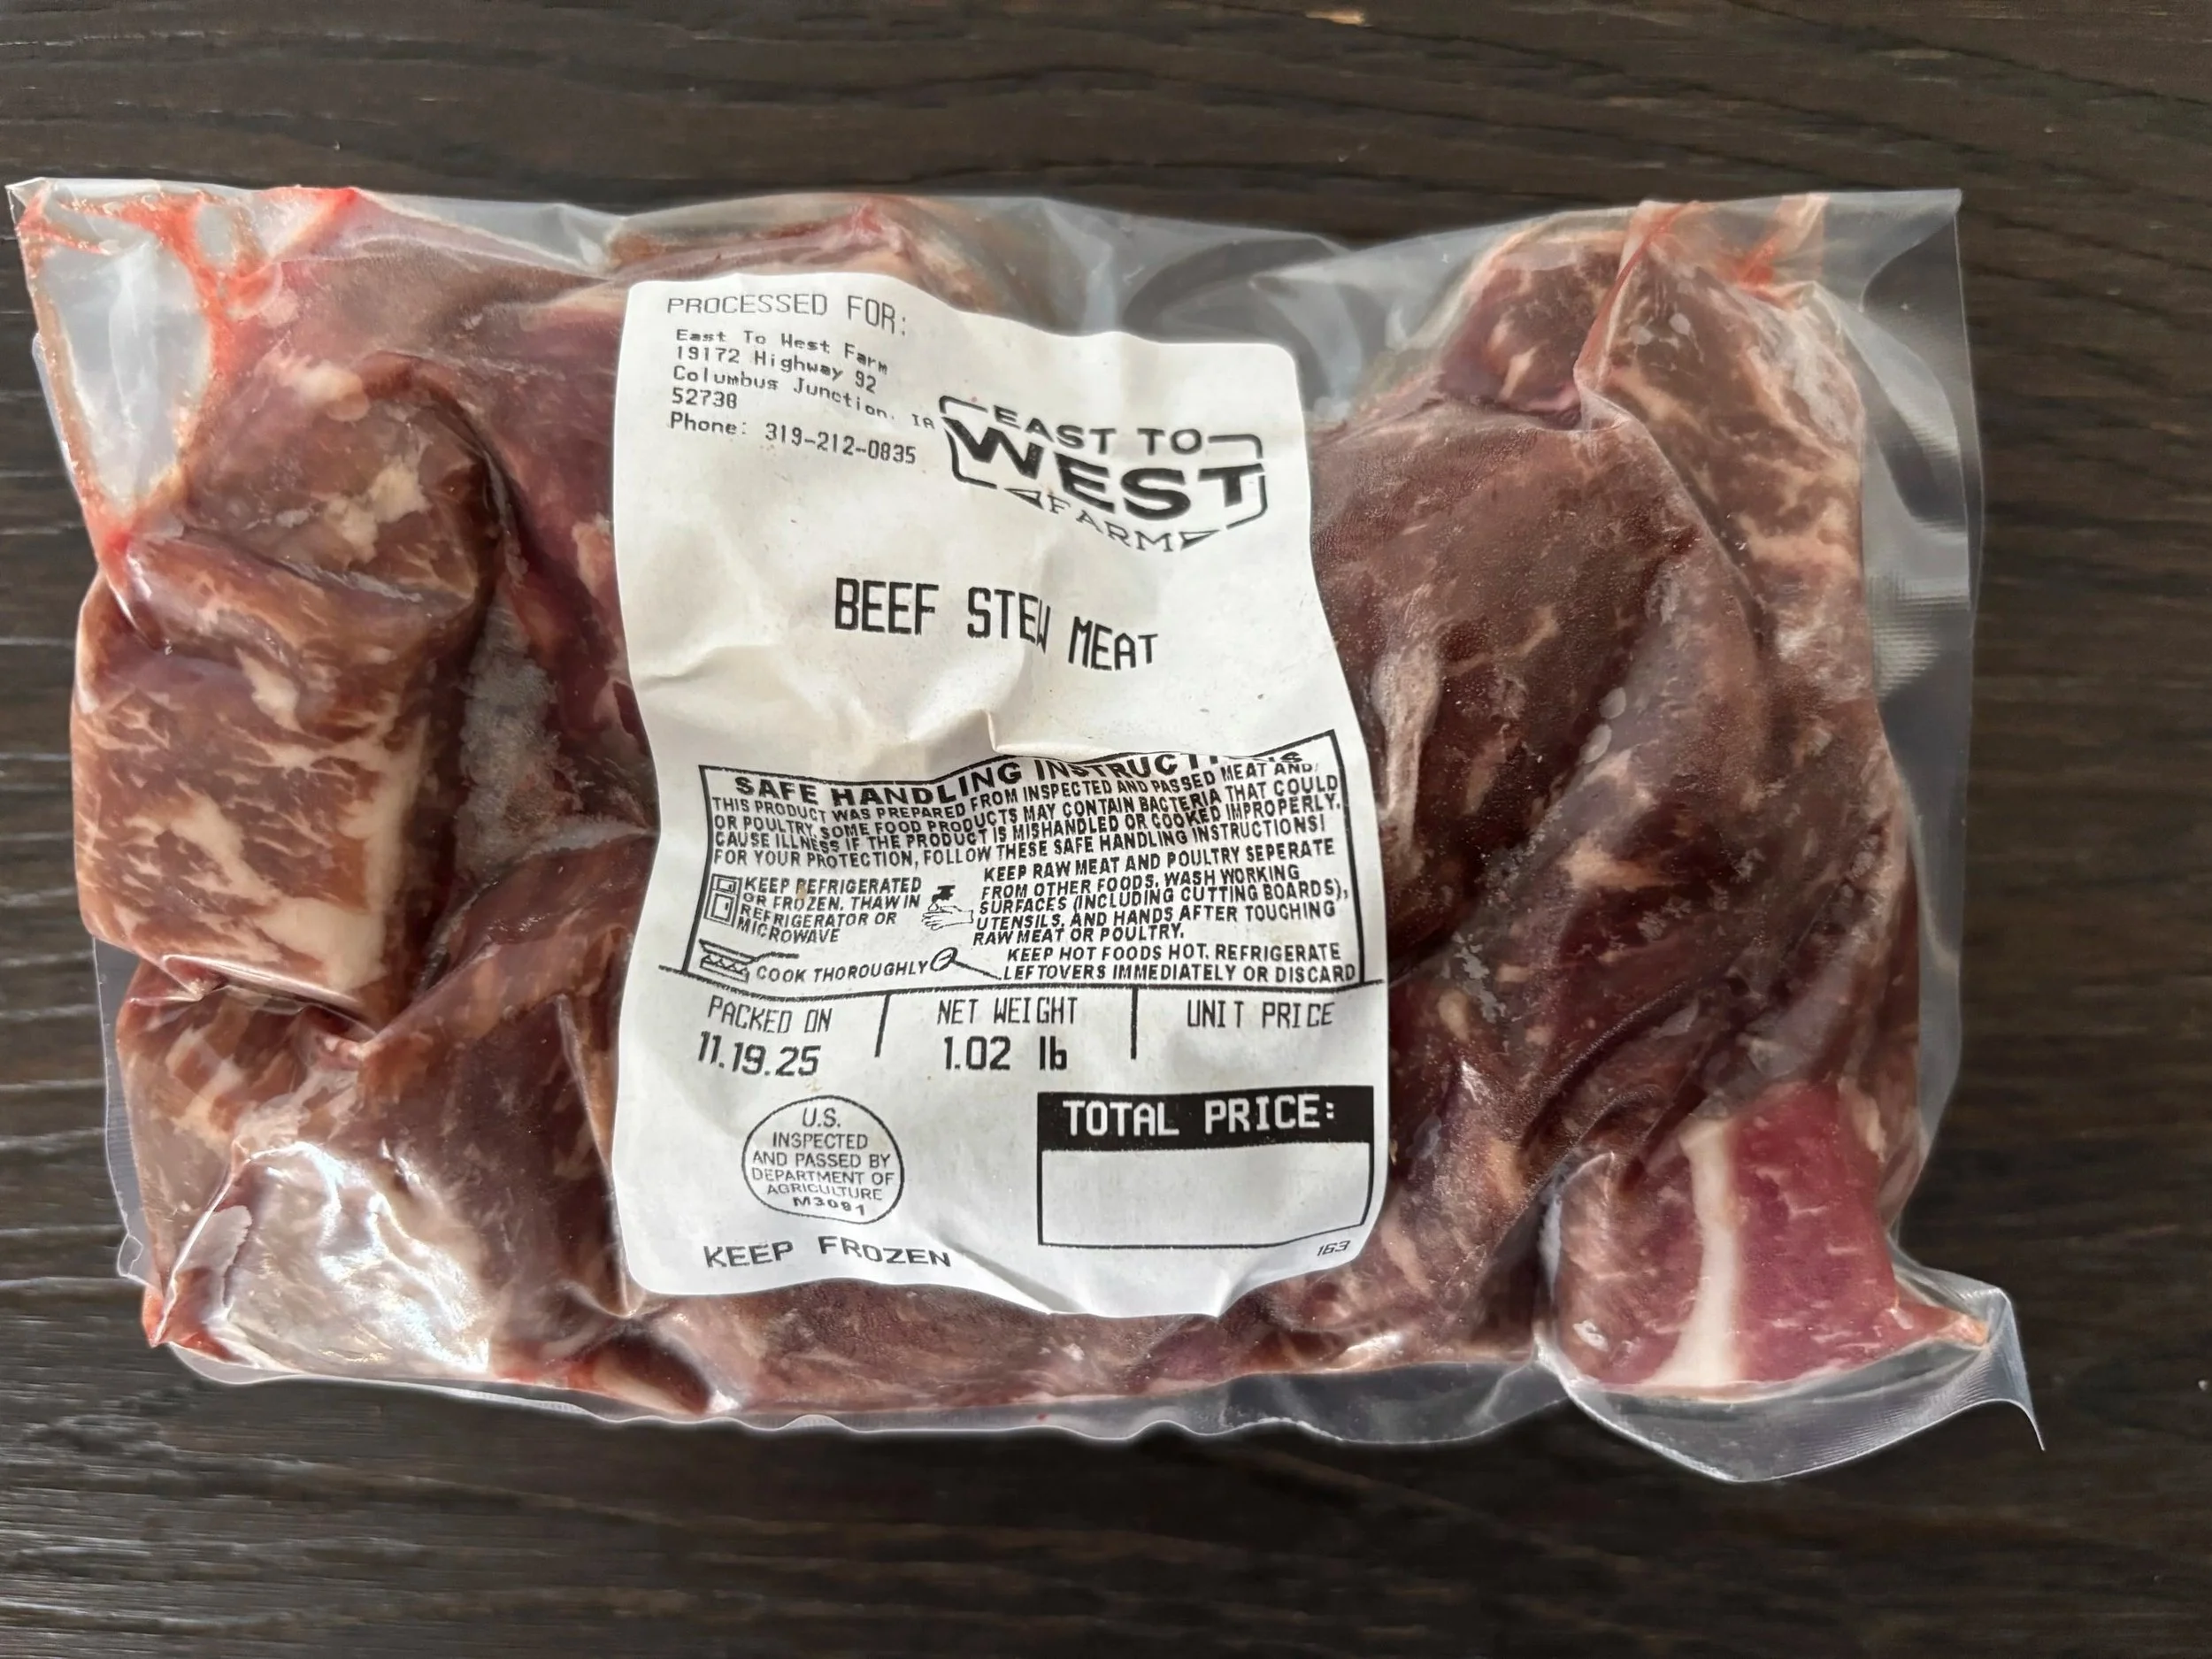 PROCESSED FOR:
East To West Farm
19172 Highway 92
Columbus Junction, IA
52738
Phone: 319-212-0835
EAST TO
WEST
FARM
BEEF STEW MEAT
SAFE HANDLING INSTRUCTIONS
THIS PRODUCT WAS PREPARED FROM INSPECTED AND PASSED MEAT AND/
OR POULTRY. SOME FOOD PRODUCTS MAY CONTAIN BACTERIA THAT COULD
CAUSE ILLNESS IF THE PRODUCT IS MISHANDLED OR COOKED IMPROPERLY.
FOR YOUR PROTECTION, FOLLOW THESE SAFE HANDLING INSTRUCTIONS!
KEEP REFRIGERATED
OR FROZEN. THAW IN
REFRIGERATOR OR
MICROWAVE
KEEP RAW MEAT AND POULTRY SEPERATE
FROM OTHER FOODS. WASH WORKING
SURFACES (INCLUDING CUTTING BOARDS),
UTENSILS, AND HANDS AFTER TOUCHING
RAW MEAT OR POULTRY.
COOK THOROUGHLY
KEEP HOT FOODS HOT. REFRIGERATE
LEFTOVERS IMMEDIATELY OR DISCARD
PACKED ON
11.19.25
NET WEIGHT
1.02 lb
UNIT PRICE
U.S.
INSPECTED
AND PASSED BY
DEPARTMENT OF
AGRICULTURE
M3091
TOTAL PRICE:
KEEP FROZEN
163